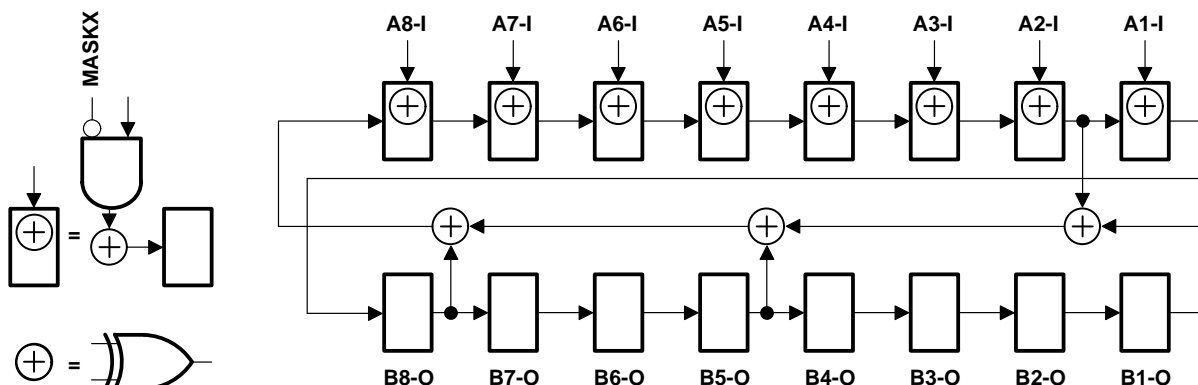 MASKX
=
=
A8-I A7-I A6-I A5-I A4-I A3-I A2-I A1-I
B8-O B7-O B6-O B5-O B4-O B3-O B2-O B1-O